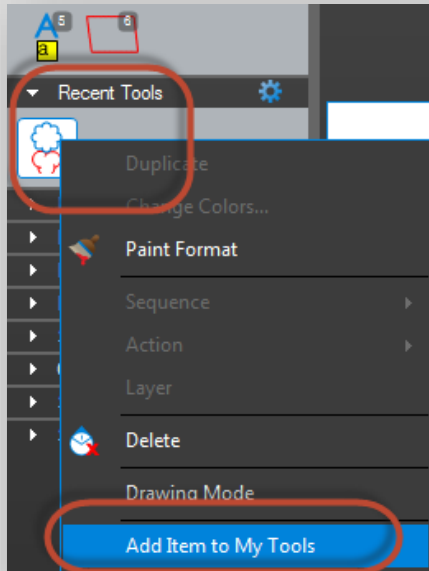 A 5
a
6
Recent Tools
Duplicate
Change Colors...
Paint Format
Sequence
Action
Layer
Delete
Drawing Mode
Add Item to My Tools